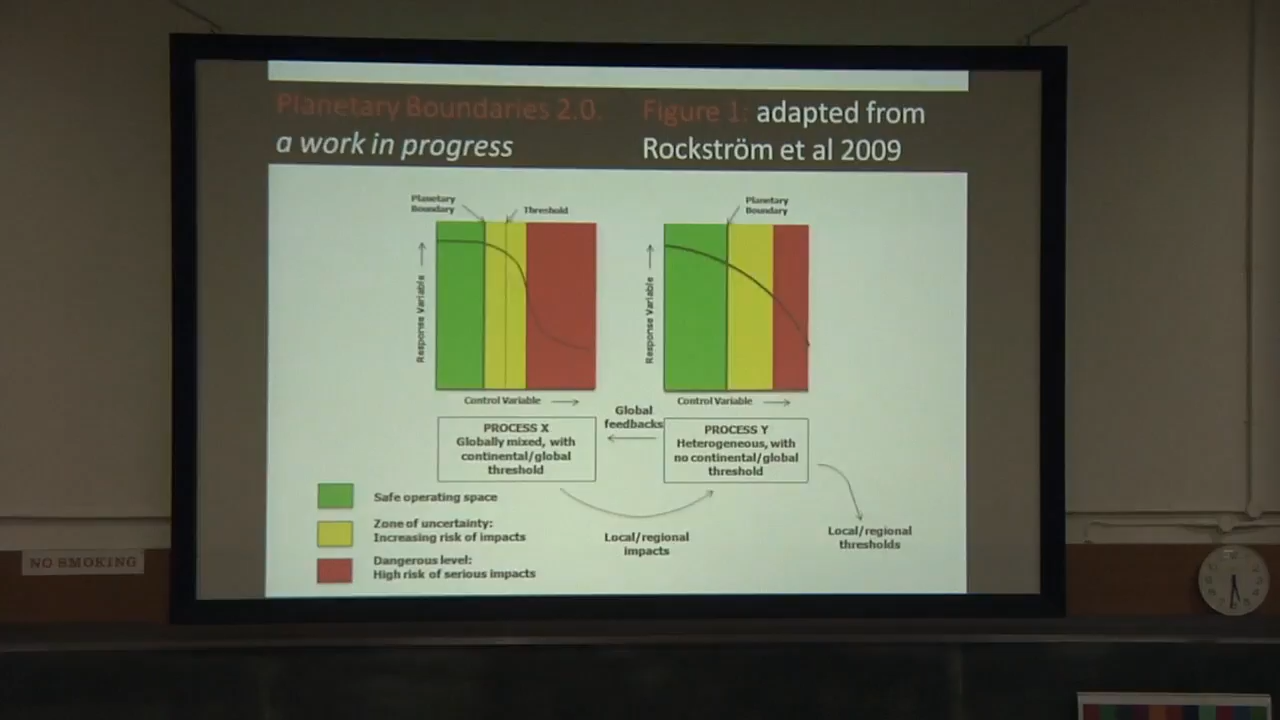 Planetary Boundaries 2.0.
a work in progress
Figure 1: adapted from
Rockström et al 2009
Planetary
Boundary
Threshold
Response Variable
Control Variable
PROCESS X
Globally mixed, with
continental/global
threshold
Planetary
Boundary
Response Variable
Control Variable
Global
feedbacks
PROCESS Y
Heterogeneous, with
no continental/global
threshold
Safe operating space
Zone of uncertainty:
Increasing risk of impacts
Dangerous level:
High risk of serious impacts
Local/regional
impacts
Local/regional
thresholds
NO SMOKING